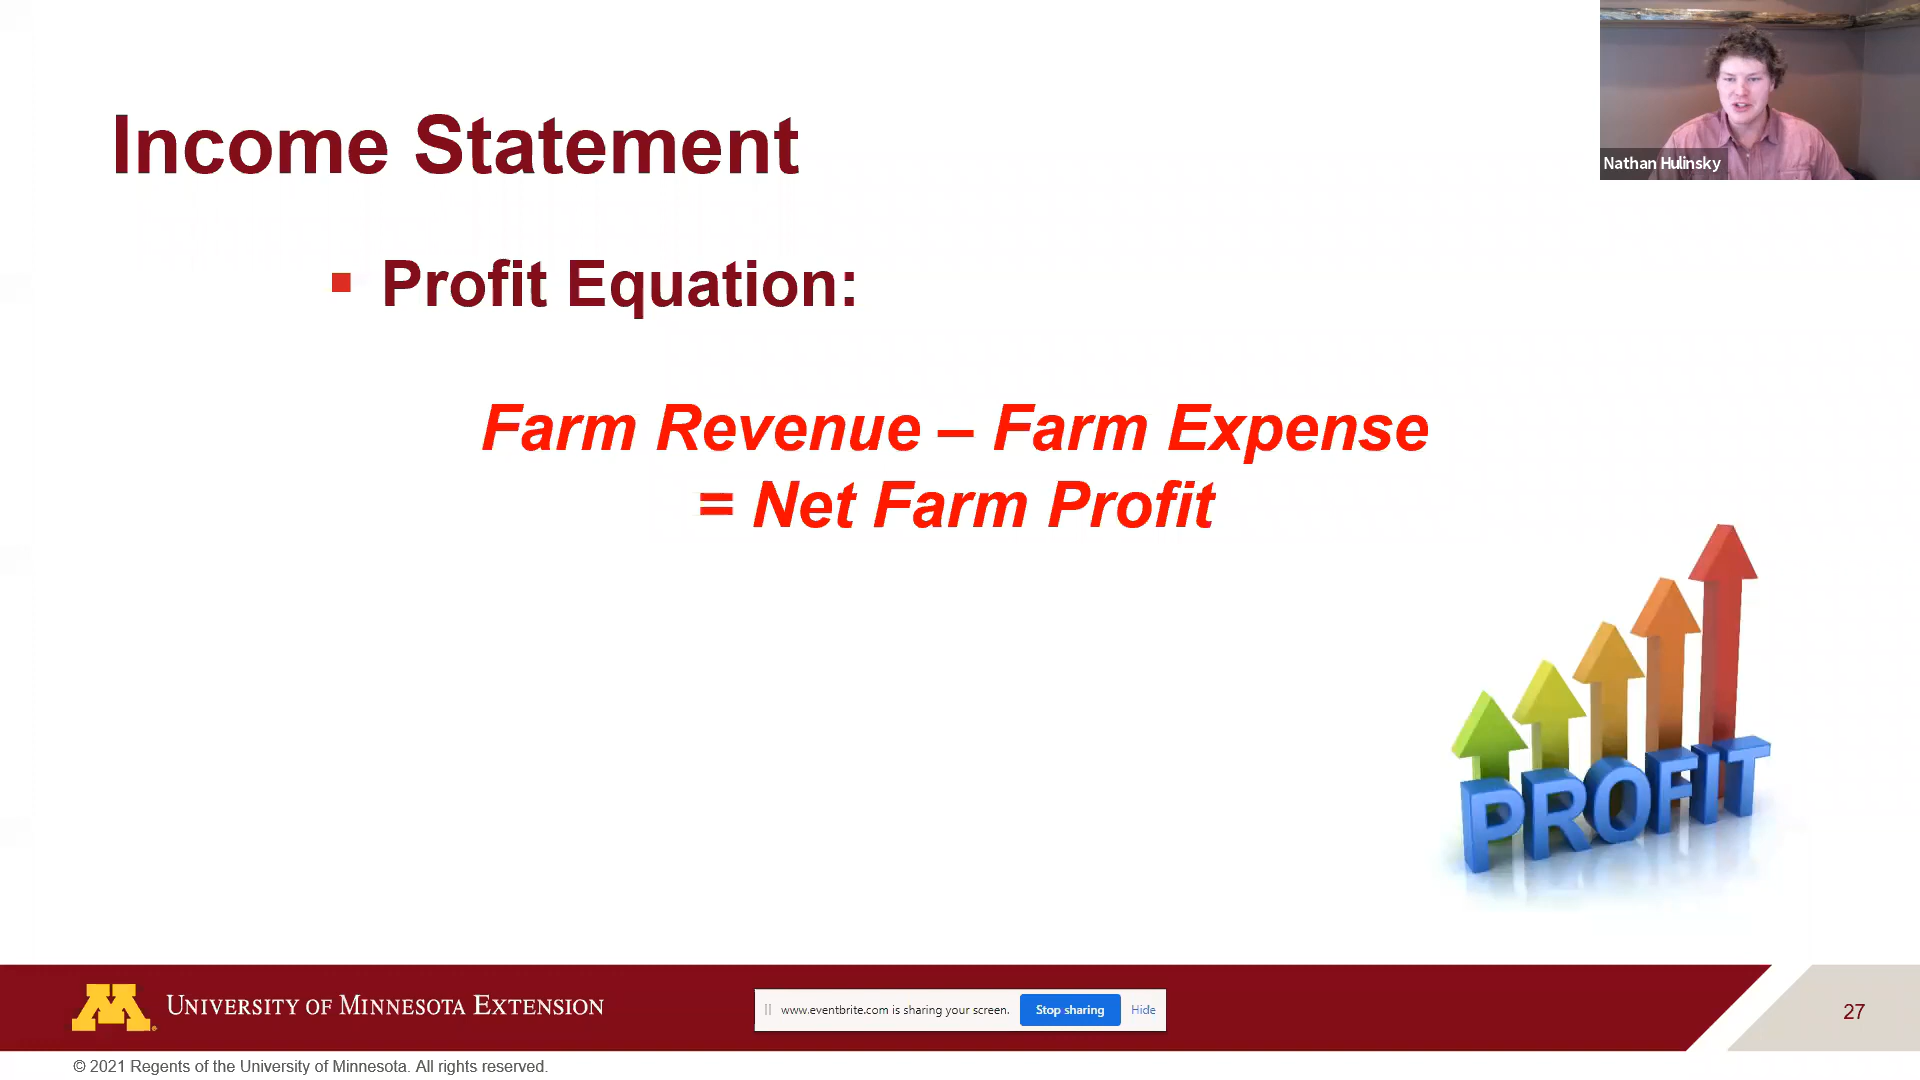 Nathan Hulinsky
Income Statement
▪ Profit Equation:
Farm Revenue – Farm Expense
= Net Farm Profit
PROFIT
M
UNIVERSITY OF MINNESOTA EXTENSION
www.eventbrite.com is sharing your screen.
Stop sharing
Hide
27
© 2021 Regents of the University of Minnesota. All rights reserved.